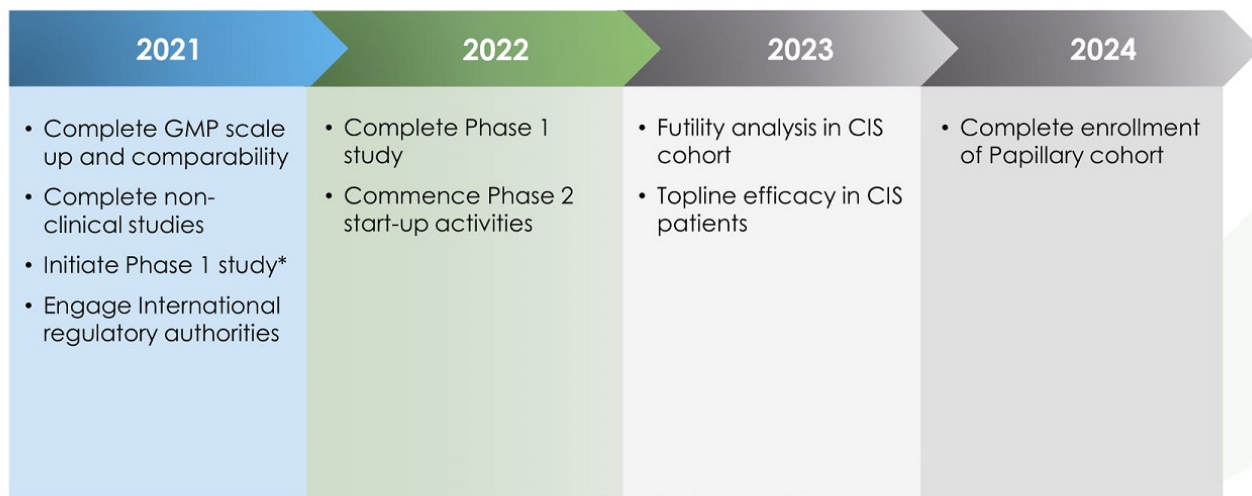 2021
2022
2023
2024
• Complete GMP scale
up and comparability
• Complete non-
clinical studies
• Initiate Phase 1 study*
• Engage International
regulatory authorities
• Complete Phase 1
study
• Commence Phase 2
start-up activities
• Futility analysis in CIS
cohort
• Topline efficacy in CIS
patients
• Complete enrollment
of Papillary cohort